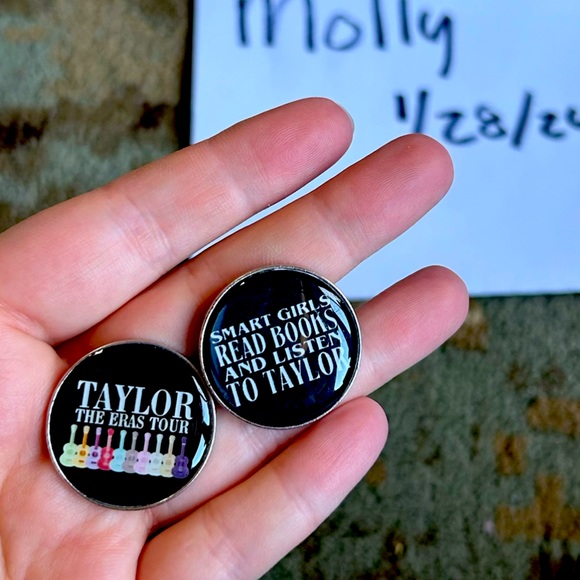 Molly
1/28/24
TAYLOR
THE ERAS TOUR
SMART GIRLS
READ BOOKS
AND LISTEN
TO TAYLOR